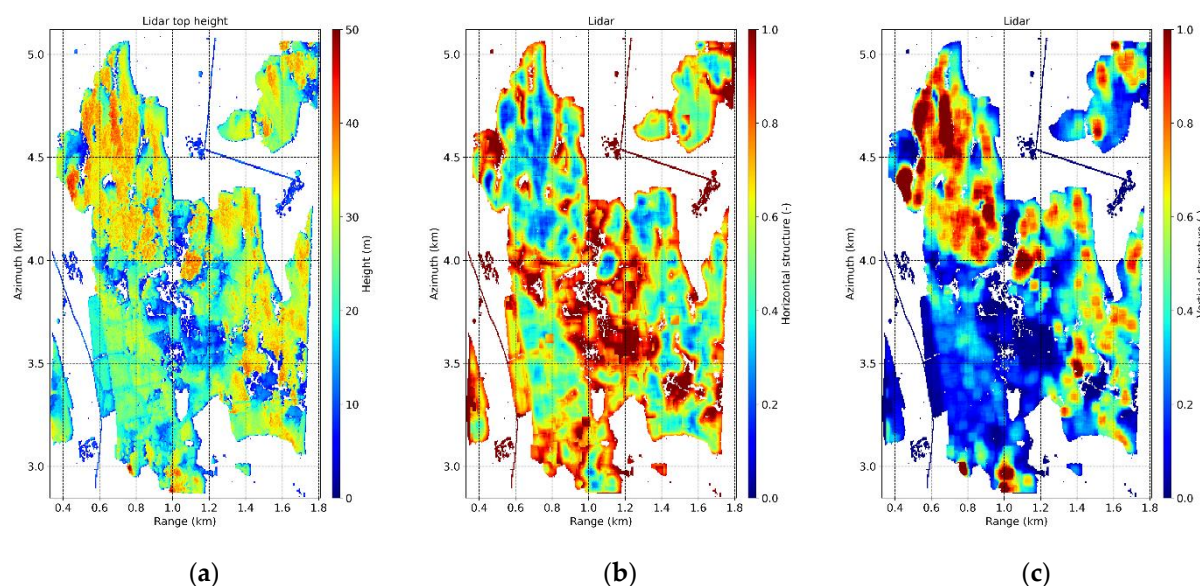 Lidar top height
5.0
4.5
4.0
3.5
3.0
Azimuth (km)
0.4 0.6 0.8 1.0 1.2 1.4 1.6 1.8
Range (km)
50
40
30
20
10
0
Height (m)
(a)
Lidar
5.0
4.5
4.0
3.5
3.0
Azimuth (km)
0.4 0.6 0.8 1.0 1.2 1.4 1.6 1.8
Range (km)
1.0
0.8
0.6
0.4
0.2
0.0
Horizontal structure (-)
(b)
Lidar
5.0
4.5
4.0
3.5
3.0
Azimuth (km)
0.4 0.6 0.8 1.0 1.2 1.4 1.6 1.8
Range (km)
1.0
0.8
0.6
0.4
0.2
0.0
Vertical structure (-)
(c)